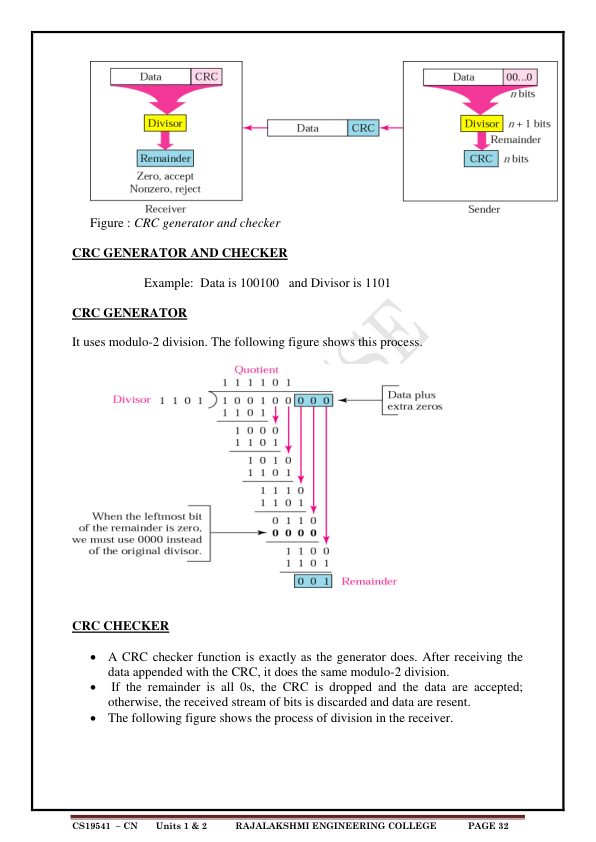 Data CRC
Data 00...0
n bits
Divisor
Divisor n + 1 bits
Data CRC
Remainder
Remainder
CRC n bits
Zero, accept
Nonzero, reject
Receiver
Sender
Figure : CRC generator and checker
CRC GENERATOR AND CHECKER
Example: Data is 100100 and Divisor is 1101
CRC GENERATOR
It uses modulo-2 division. The following figure shows this process.
Quotient
1 1 1 1 0 1
Divisor 1 1 0 1 1 0 0 1 0 0 0 0 0
Data plus
extra zeros
1 1 0 1
1 0 0 0
1 1 0 1
1 0 1 0
1 1 0 1
1 1 1 0
1 1 0 1
When the leftmost bit
of the remainder is zero,
we must use 0000 instead
of the original divisor.
0 1 1 0
0 0 0 0
1 1 0 0
1 1 0 1
0 0 1 Remainder
CRC CHECKER
• A CRC checker function is exactly as the generator does. After receiving the
data appended with the CRC, it does the same modulo-2 division.
• If the remainder is all 0s, the CRC is dropped and the data are accepted;
otherwise, the received stream of bits is discarded and data are resent.
• The following figure shows the process of division in the receiver.
CS19541 – CN Units 1 & 2 RAJALAKSHMI ENGINEERING COLLEGE PAGE 32